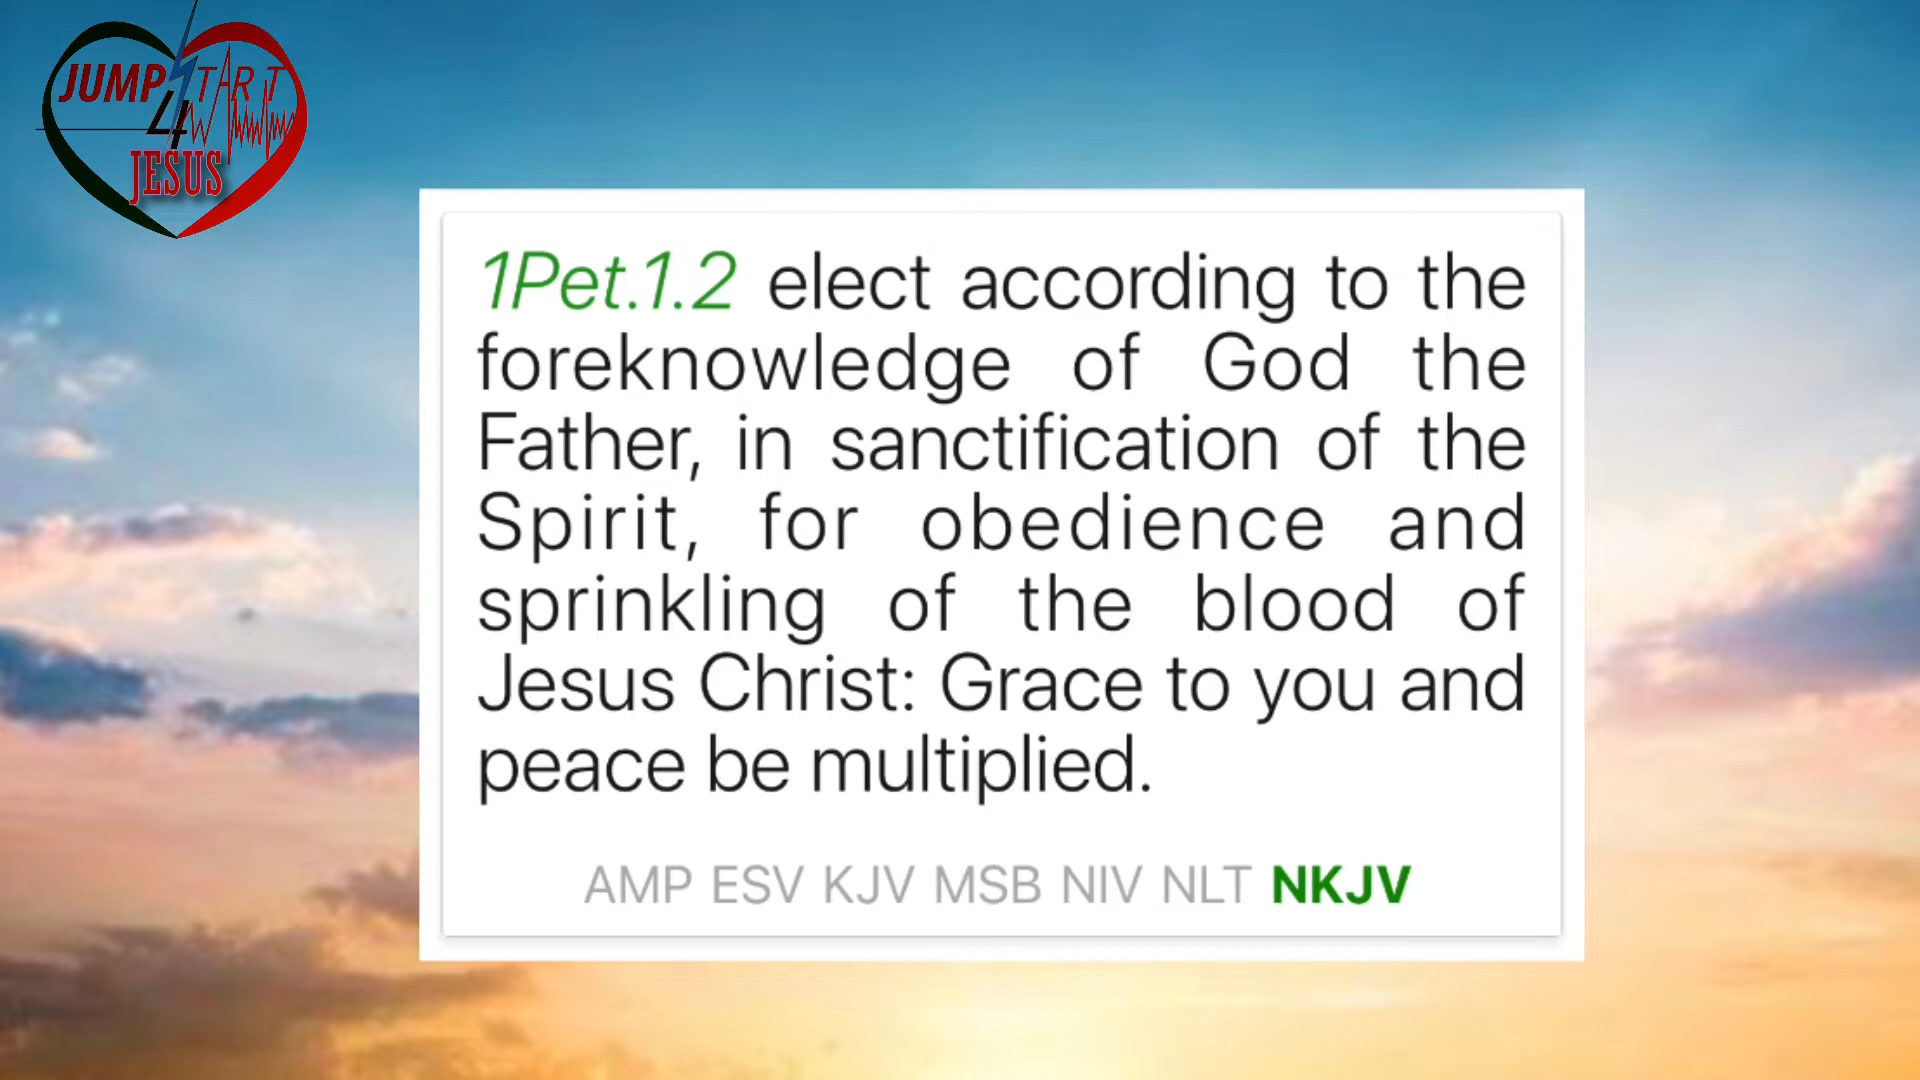 JUMPSTART
4
JESUS
1Pet.1.2 elect according to the
foreknowledge of God the
Father, in sanctification of the
Spirit, for obedience and
sprinkling of the blood of
Jesus Christ: Grace to you and
peace be multiplied.
AMP ESV KJV MSB NIV NLT NKJV